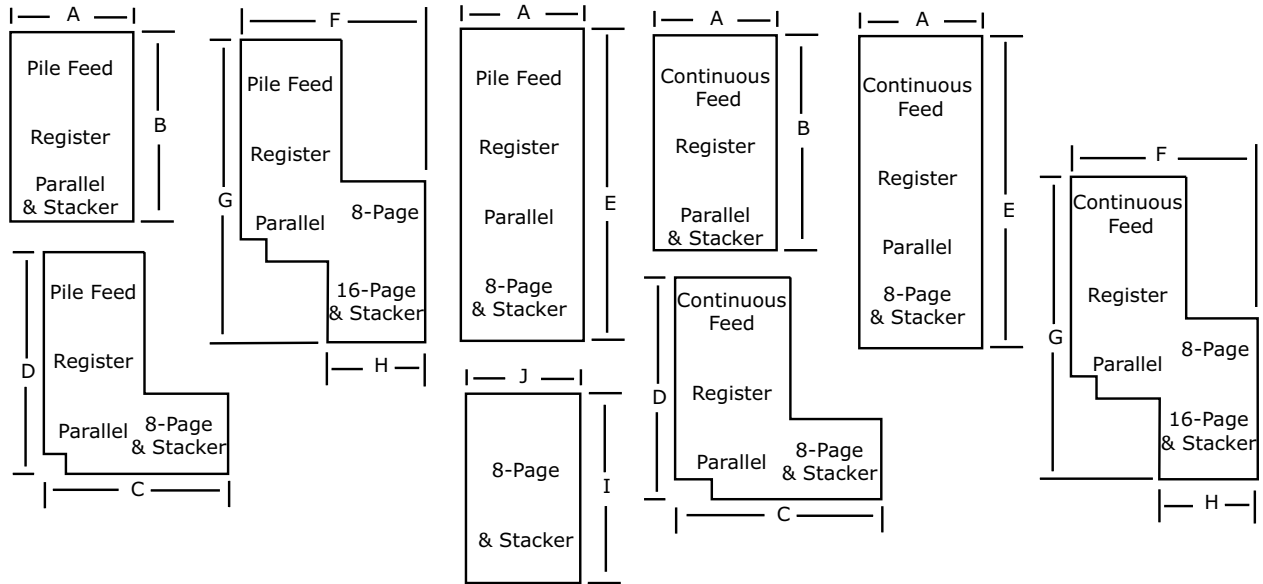 A
Pile Feed
Register
Parallel
& Stacker
B
F
Pile Feed
Register
Parallel
8-Page
16-Page
& Stacker
G
H
A
Pile Feed
Register
Parallel
8-Page
& Stacker
E
A
Continuous
Feed
Register
Parallel
& Stacker
B
A
Continuous
Feed
Register
Parallel
8-Page
& Stacker
E
F
Continuous
Feed
Register
Parallel
8-Page
16-Page
& Stacker
G
H
D
Pile Feed
Register
Parallel
8-Page
& Stacker
C
J
8-Page
& Stacker
I
D
Continuous
Feed
Register
Parallel
8-Page
& Stacker
C